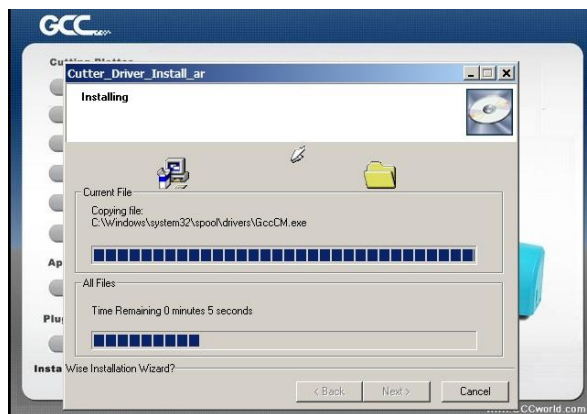 GCC
Cutter_Driver_Install_ar
Installing
Current File
Copying file:
C:\Windows\system32\spool\drivers\GccCM.exe
All Files
Time Remaining 0 minutes 5 seconds
Wise Installation Wizard?
< Back
Next >
Cancel